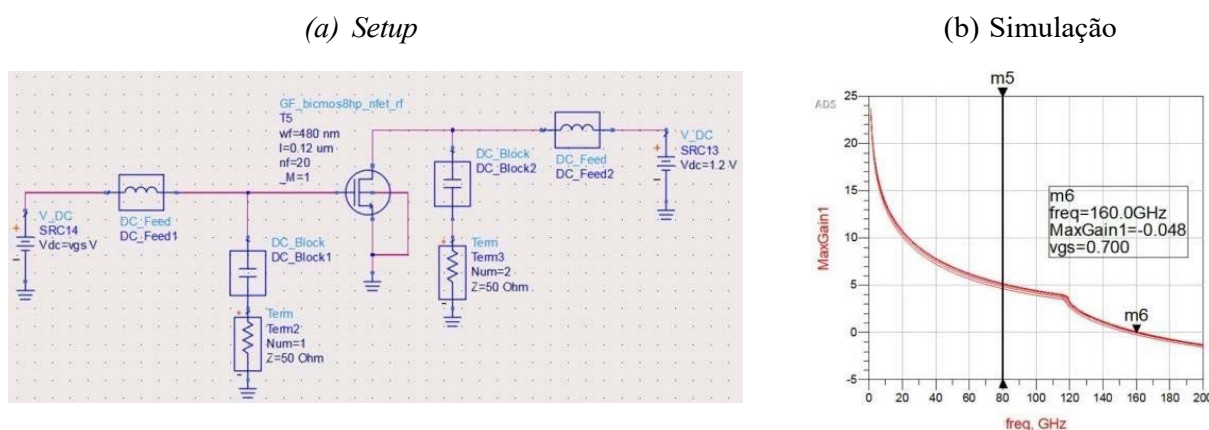 (a) Setup
(b) Simulação
GF_bicmos8hp_nfet_rf
T5
wf=480 nm
l=0.12 um
nf=20
_M=1
V_DC
SRC14
Vdc=vgs V
DC_Feed
DC_Feed1
DC_Block
DC_Block1
Term
Term2
Num=1
Z=50 Ohm
DC_Block
DC_Block2
Term
Term3
Num=2
Z=50 Ohm
DC_Feed
DC_Feed2
V_DC
SRC13
Vdc=1.2 V
m5
ADS
25
20
15
10
5
0
-5
MaxGain1
m6
freq=160.0GHz
MaxGain1=-0.048
vgs=0.700
m6
0 20 40 60 80 100 120 140 160 180 200
freq, GHz